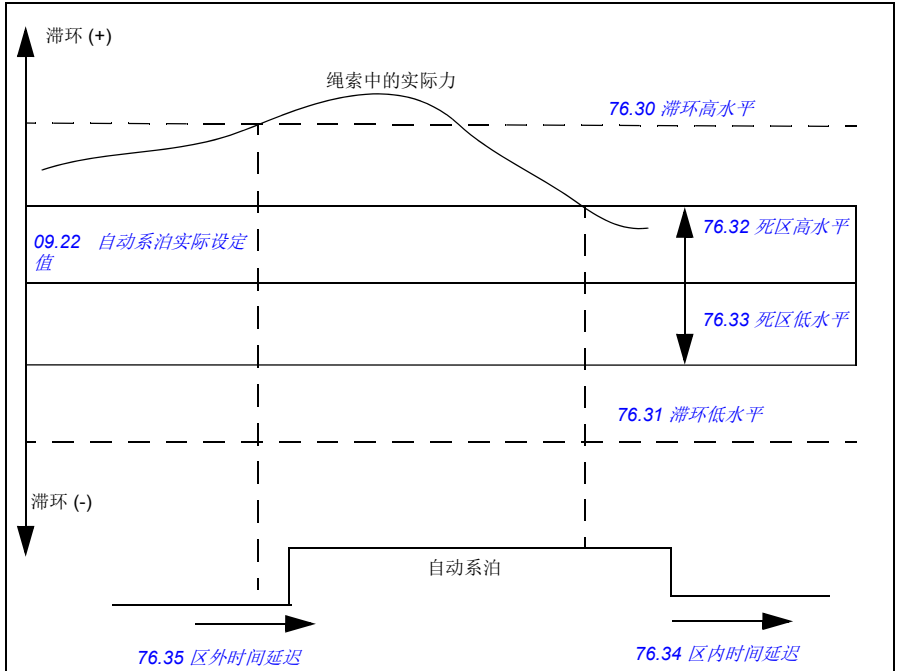 滞环 (+)
绳索中的实际力
76.30 滞环高水平
09.22 自动系泊实际设定
值
76.32 死区高水平
76.33 死区低水平
76.31 滞环低水平
滞环 (-)
自动系泊
76.35 区外时间延迟
76.34 区内时间延迟